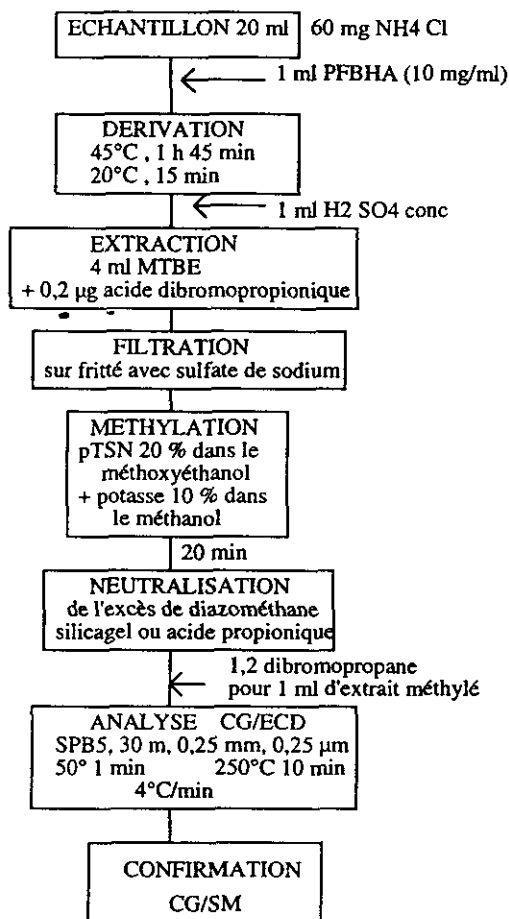 ECHANTILLON 20 ml 60 mg NH4 Cl
1 ml PFBHA (10 mg/ml)
DERIVATION
45°C , 1 h 45 min
20°C , 15 min
1 ml H2 SO4 conc
EXTRACTION
4 ml MTBE
+ 0,2 µg acide dibromopropionique
FILTRATION
sur fritté avec sulfate de sodium
METHYLATION
pTSN 20 % dans le
méthoxyéthanol
+ potasse 10 % dans
le méthanol
20 min
NEUTRALISATION
de l'excès de diazométhane
silicagel ou acide propionique
1,2 dibromopropane
pour 1 ml d'extrait méthylé
ANALYSE CG/ECD
SPB5, 30 m, 0,25 mm, 0,25 µm
50° 1 min 250°C 10 min
4°C/min
CONFIRMATION
CG/SM